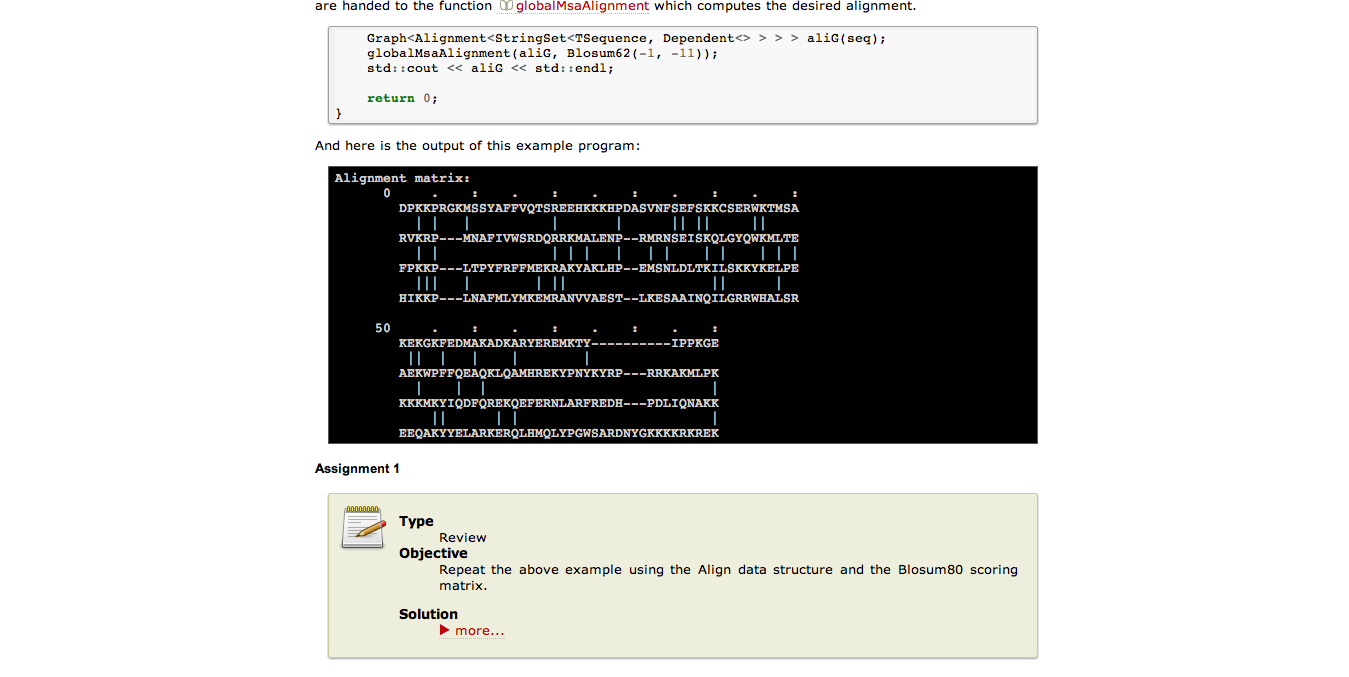 are handed to the function globalMsaAlignment which computes the desired alignment.
Graph<Alignment<StringSet<TSequence, Dependent<> > > > aliG(seq);
globalMsaAlignment(aliG, Blosum62(-1, -11));
std::cout << aliG << std::endl;
return 0;
}
And here is the output of this example program:
Alignment matrix:
0 . : . : . : . : . :
DPKKPRGKMSSYAFFVQTSREEHKKKHPDASVNFSEFSKKCSERWKTMSA
| | | | | || || ||
RVKRP---MNAFIVWSRDQRRKMALENP--RMRNSEISKQLGYQWKMLTE
| | | | | | | | | | | | |
FPKKP---LTPYFRFFMEKRAKYAKLHP--EMSNLDLTKILSKKYKELPE
||| | | || || |
HIKKP---LNAFMLYMKEMRANVVAEST--LKESAAINQILGRRWHALSR
50 . : . : . : . :
KEKGKFEDMAKADKARYEREMKTY----------IPPKGE
|| | | | |
AEKWPFFQEAQKLQAMHREKYPNYKYRP---RRKAKMLPK
| | | |
KKKMKYIQDFQREKQEFERNLARFREDH---PDLIQNAKK
|| | | |
EEQAKYYELARKERQLHMQLYPGWSARDNYGKKKKRKREK
Assignment 1
Type
Review
Objective
Repeat the above example using the Align data structure and the Blosum80 scoring
matrix.
Solution
more...